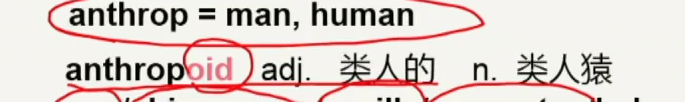 anthrop = man, human
anthropoid adj. 类人的 n. 类人猿